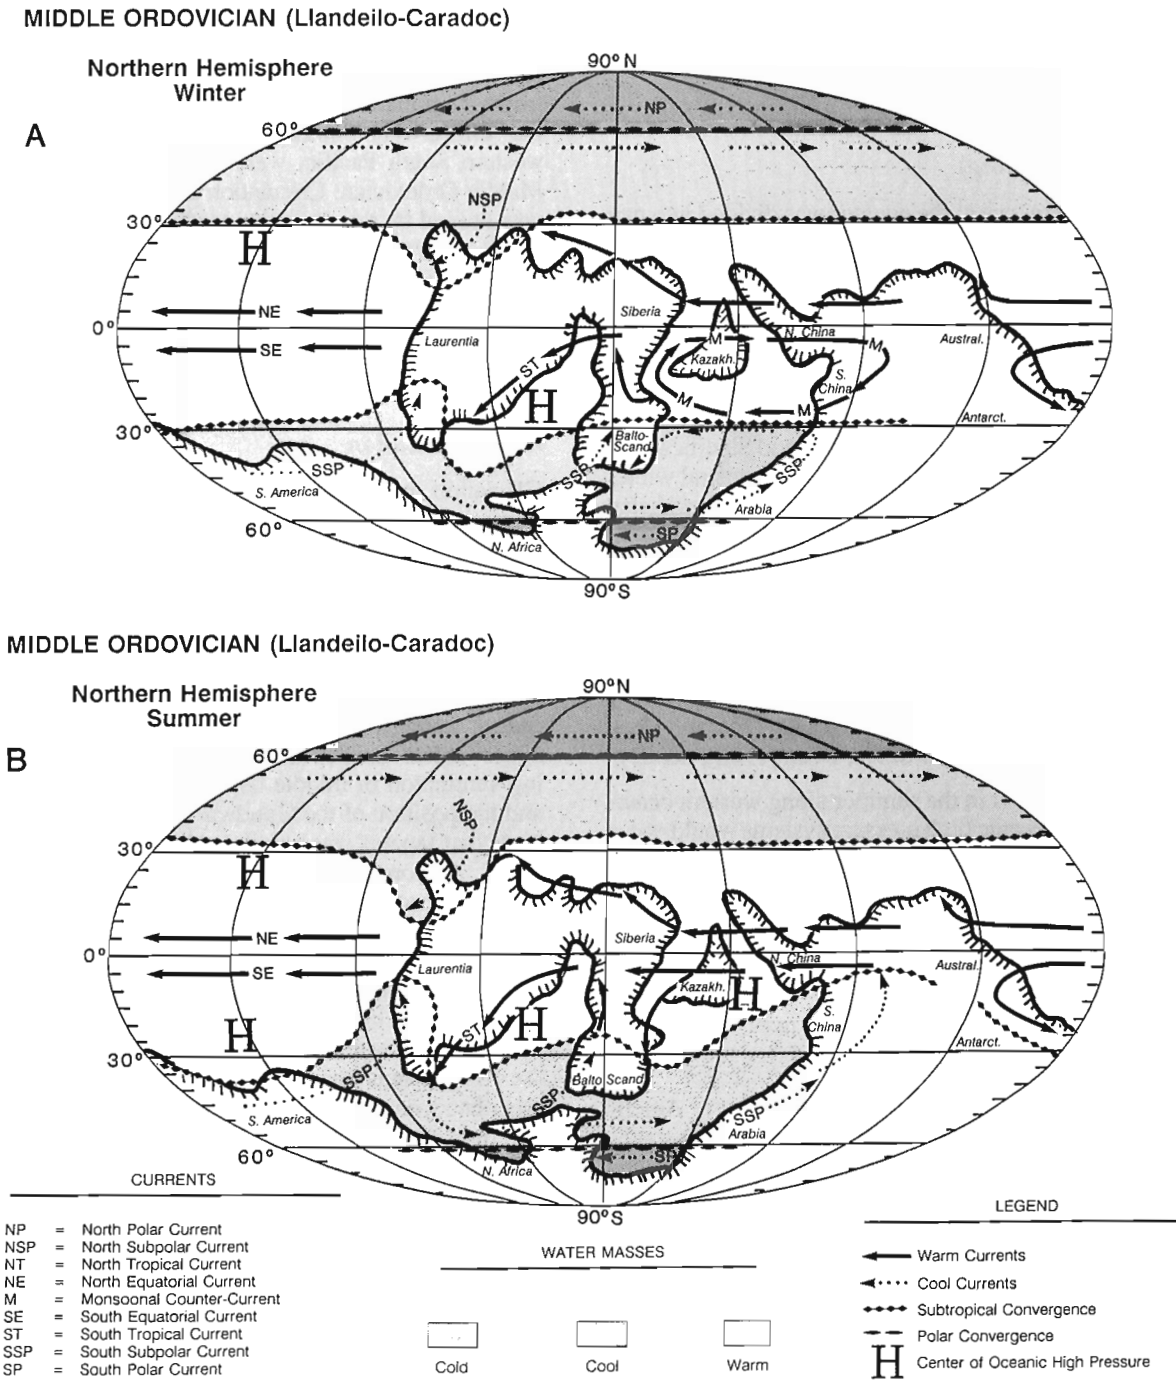 MIDDLE ORDOVICIAN (Llandeilo-Caradoc)
Northern Hemisphere
Winter
A
90° N
NP
60°
NSP
30°
H
NE
0°
SE
Laurentia
Siberia
M
N. China
Kazakh.
M
Austral.
ST
H
S.
China
M
M
Antarct.
30°
Balto-
Scand.
SSP
SSP
SSP
S. America
Arabia
60°
SP
N. Africa
90°S
MIDDLE ORDOVICIAN (Llandeilo-Caradoc)
Northern Hemisphere
Summer
B
90°N
NP
60°
NSP
30°
H
NE
0°
SE
Laurentia
Siberia
N. China
Kazakh.
H
Austral.
H
ST
H
S.
China
Antarct.
30°
SSP
Balto Scand
SSP
SSP
S. America
Arabia
60°
SP
N. Africa
90°S
CURRENTS
NP = North Polar Current
NSP = North Subpolar Current
NT = North Tropical Current
NE = North Equatorial Current
M = Monsoonal Counter-Current
SE = South Equatorial Current
ST = South Tropical Current
SSP = South Subpolar Current
SP = South Polar Current
WATER MASSES
Cold
Cool
Warm
LEGEND
Warm Currents
Cool Currents
Subtropical Convergence
Polar Convergence
H Center of Oceanic High Pressure